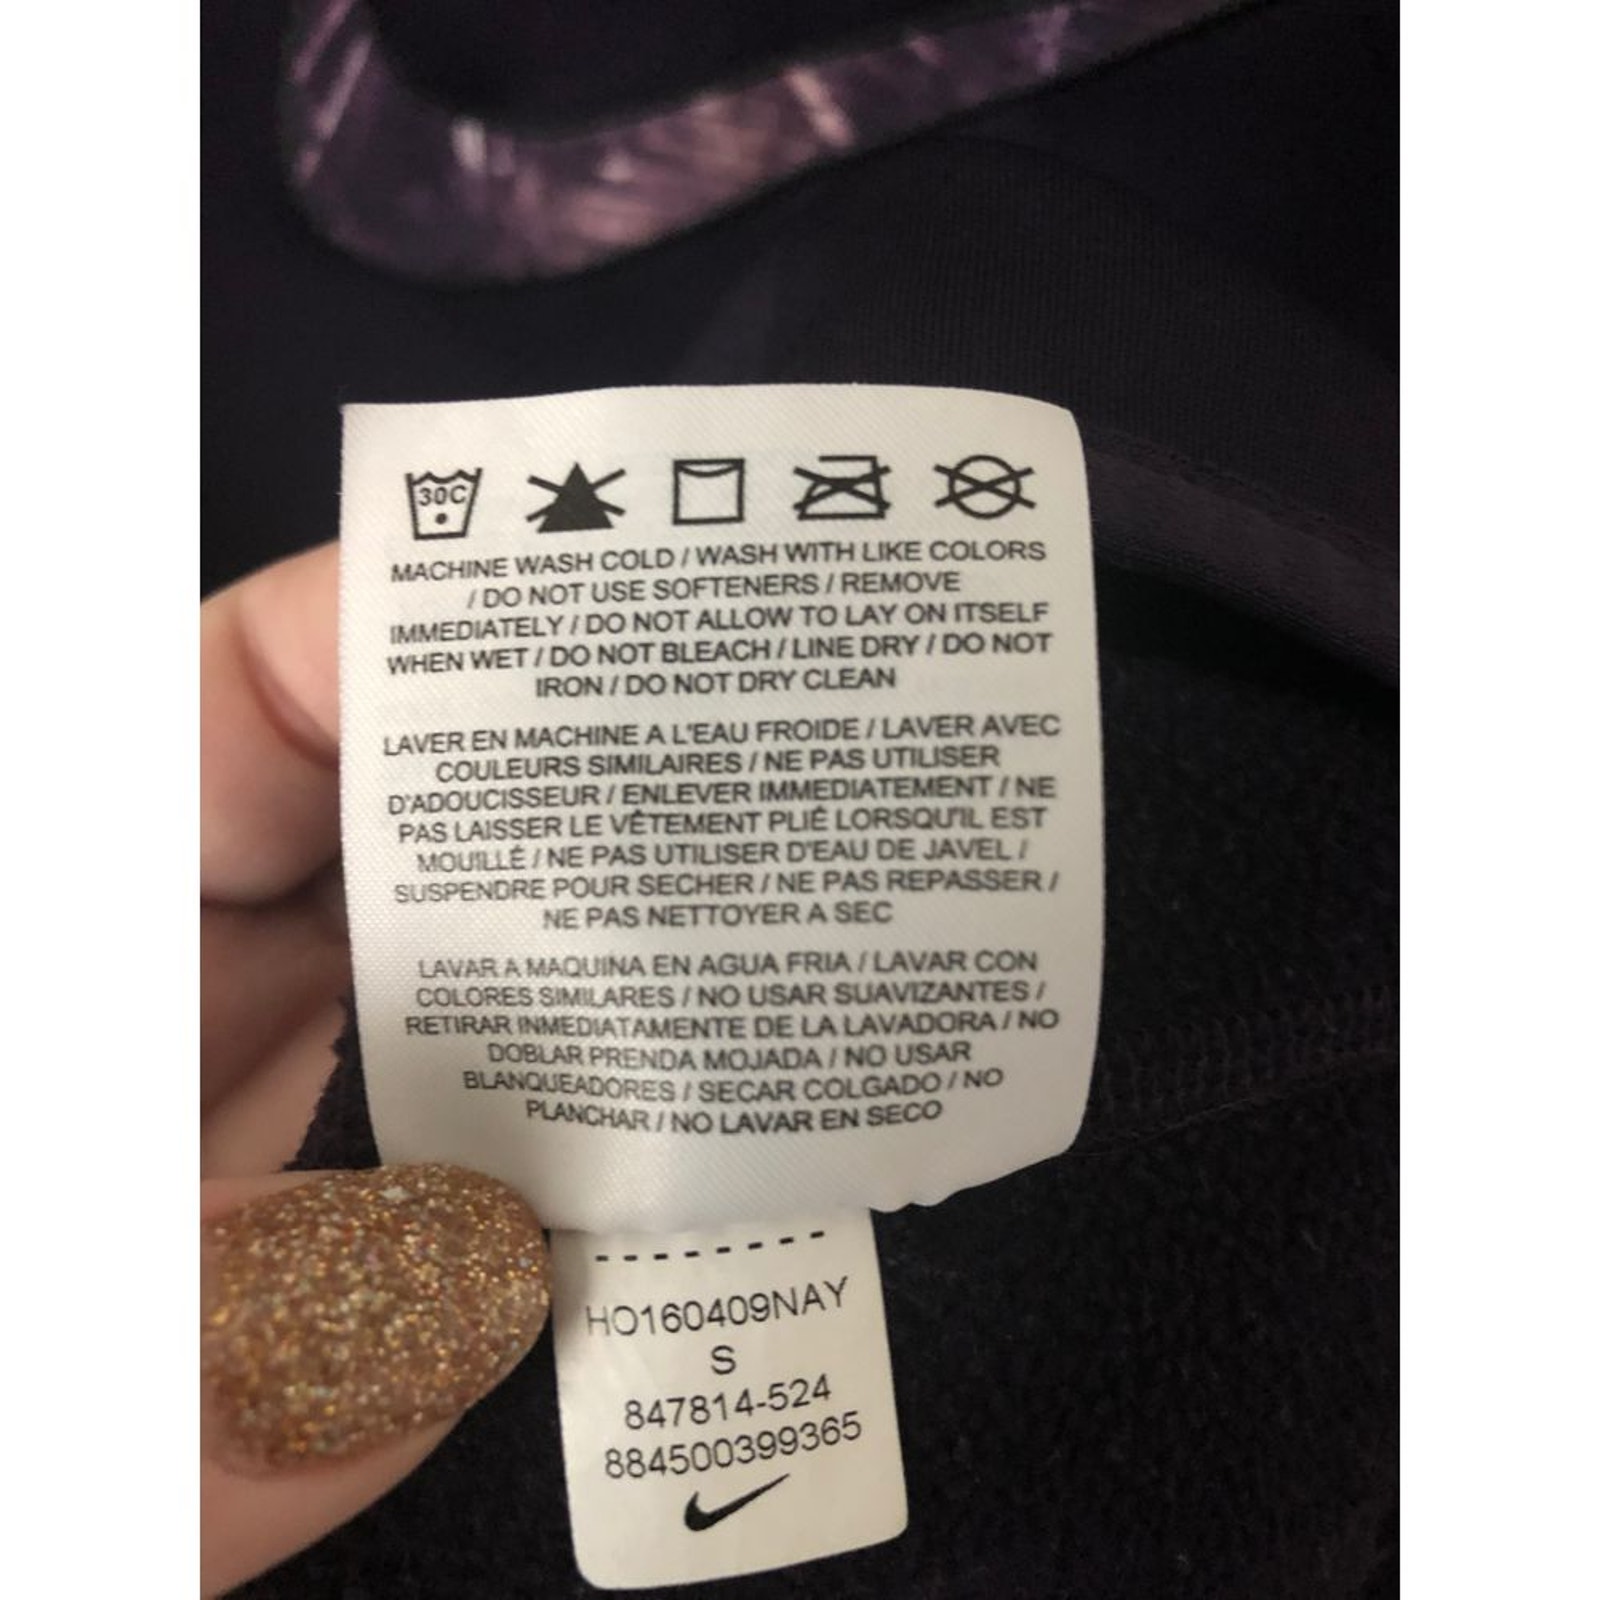 30C
MACHINE WASH COLD / WASH WITH LIKE COLORS
/ DO NOT USE SOFTENERS / REMOVE
IMMEDIATELY / DO NOT ALLOW TO LAY ON ITSELF
WHEN WET / DO NOT BLEACH / LINE DRY / DO NOT
IRON / DO NOT DRY CLEAN
LAVER EN MACHINE A L'EAU FROIDE / LAVER AVEC
COULEURS SIMILAIRES / NE PAS UTILISER
D'ADOUCISSEUR / ENLEVER IMMEDIATEMENT / NE
PAS LAISSER LE VÊTEMENT PLIÉ LORSQU'IL EST
MOUILLÉ / NE PAS UTILISER D'EAU DE JAVEL /
SUSPENDRE POUR SECHER / NE PAS REPASSER /
NE PAS NETTOYER A SEC
LAVAR A MAQUINA EN AGUA FRIA / LAVAR CON
COLORES SIMILARES / NO USAR SUAVIZANTES /
RETIRAR INMEDIATAMENTE DE LA LAVADORA / NO
DOBLAR PRENDA MOJADA / NO USAR
BLANQUEADORES / SECAR COLGADO / NO
PLANCHAR / NO LAVAR EN SECO
HO160409NAY
S
847814-524
884500399365